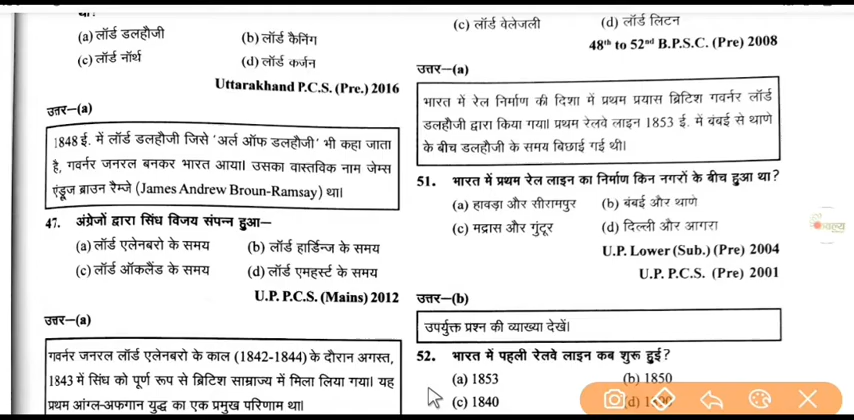 (a) लॉर्ड डलहौजी
(b) लॉर्ड कैनिंग
(c) लॉर्ड नॉर्थ
(d) लॉर्ड कर्जन
Uttarakhand P.C.S. (Pre.) 2016
उत्तर—(a)
1848 ई. में लॉर्ड डलहौजी जिसे 'अर्ल ऑफ डलहौजी' भी कहा जाता
है, गवर्नर जनरल बनकर भारत आया। उसका वास्तविक नाम जेम्स
एंड्रूज ब्राउन रैम्जे (James Andrew Broun-Ramsay) था।
47. अंग्रेजों द्वारा सिंध विजय संपन्न हुआ—
(a) लॉर्ड एलेनबरो के समय
(b) लॉर्ड हार्डिन्ज के समय
(c) लॉर्ड ऑकलैंड के समय
(d) लॉर्ड एमहर्स्ट के समय
U.P. P.C.S. (Mains) 2012
उत्तर—(a)
गवर्नर जनरल लॉर्ड एलेनबरो के काल (1842-1844) के दौरान अगस्त,
1843 में सिंध को पूर्ण रूप से ब्रिटिश साम्राज्य में मिला लिया गया। यह
प्रथम आंग्ल-अफगान युद्ध का एक प्रमुख परिणाम था।
(c) लॉर्ड वेलेजली
(d) लॉर्ड लिटन
48th to 52nd B.P.S.C. (Pre) 2008
उत्तर—(a)
भारत में रेल निर्माण की दिशा में प्रथम प्रयास ब्रिटिश गवर्नर लॉर्ड
डलहौजी द्वारा किया गया। प्रथम रेलवे लाइन 1853 ई. में बंबई से थाणे
के बीच डलहौजी के समय बिछाई गई थी।
51. भारत में प्रथम रेल लाइन का निर्माण किन नगरों के बीच हुआ था?
(a) हावड़ा और सीरामपुर
(b) बंबई और थाणे
(c) मद्रास और गुंटूर
(d) दिल्ली और आगरा
U.P. Lower (Sub.) (Pre) 2004
U.P. P.C.S. (Pre) 2001
उत्तर—(b)
उपर्युक्त प्रश्न की व्याख्या देखें।
52. भारत में पहली रेलवे लाइन कब शुरू हुई?
(a) 1853
(b) 1850
(c) 1840
(d)